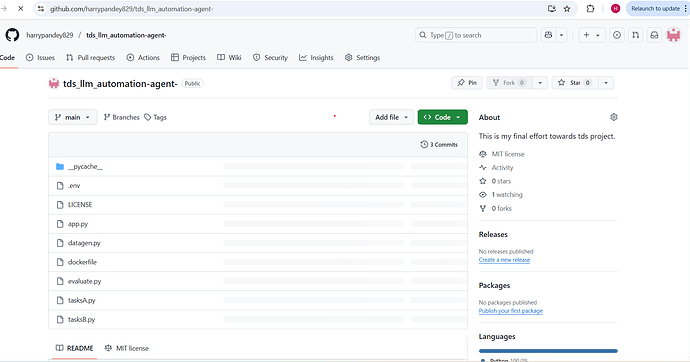 github.com/harrypandey829/tds_llm_automation-agent-
H
Relaunch to update
harrypandey829 / tds_llm_automation-agent-
Type / to search
Code Issues Pull requests Actions Projects Wiki Security Insights Settings
tds_llm_automation-agent- Public
Pin Fork 0 Star 0
main Branches Tags
Add file Code
About
This is my final effort towards tds project.
3 Commits
MIT license
__pycache__
Activity
.env
0 stars
LICENSE
1 watching
app.py
0 forks
datagen.py
Releases
dockerfile
No releases published
evaluate.py
Create a new release
tasksA.py
Packages
tasksB.py
No packages published
Publish your first package
README MIT license
Languages
Python 100.0%